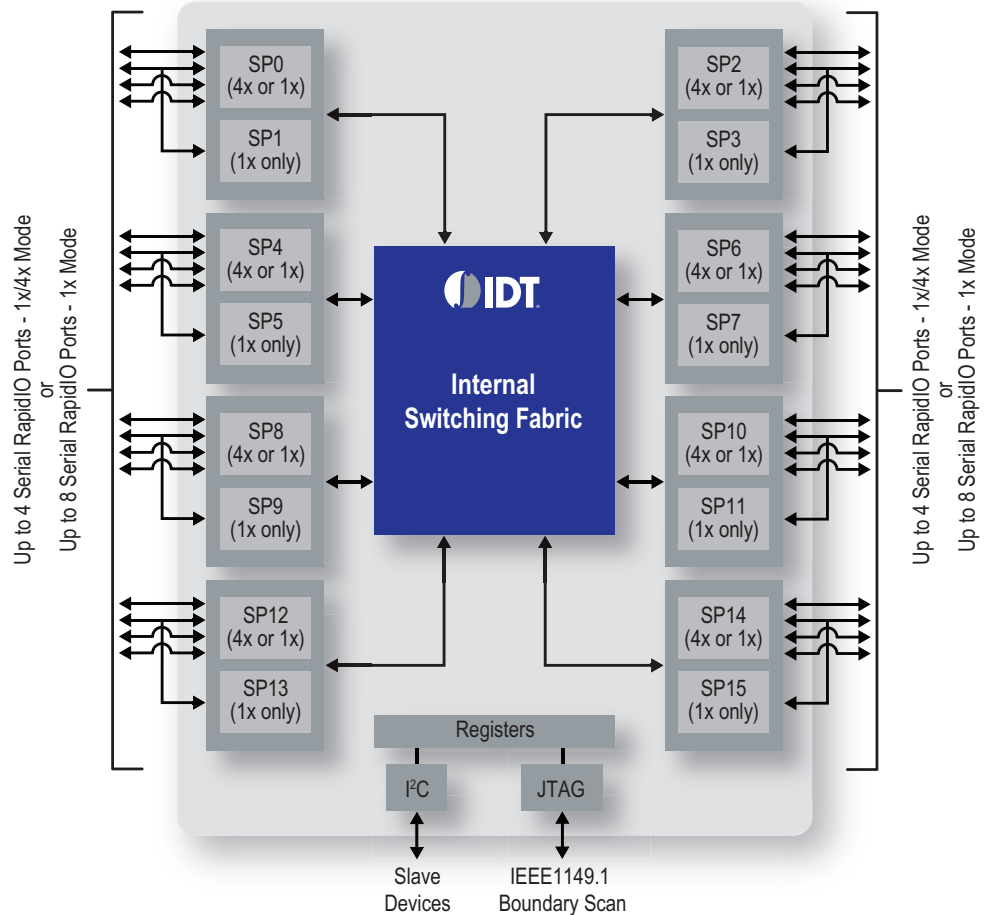 SP0
(4x or 1x)
SP1
(1x only)
SP4
(4x or 1x)
SP5
(1x only)
SP8
(4x or 1x)
SP9
(1x only)
SP12
(4x or 1x)
SP13
(1x only)
Up to 4 Serial RapidIO Ports - 1x/4x Mode
or
Up to 8 Serial RapidIO Ports - 1x Mode
IDT
Internal
Switching Fabric
SP2
(4x or 1x)
SP3
(1x only)
SP6
(4x or 1x)
SP7
(1x only)
SP10
(4x or 1x)
SP11
(1x only)
SP14
(4x or 1x)
SP15
(1x only)
Up to 4 Serial RapidIO Ports - 1x/4x Mode
or
Up to 8 Serial RapidIO Ports - 1x Mode
Registers
I²C
JTAG
Slave
Devices
IEEE1149.1
Boundary Scan